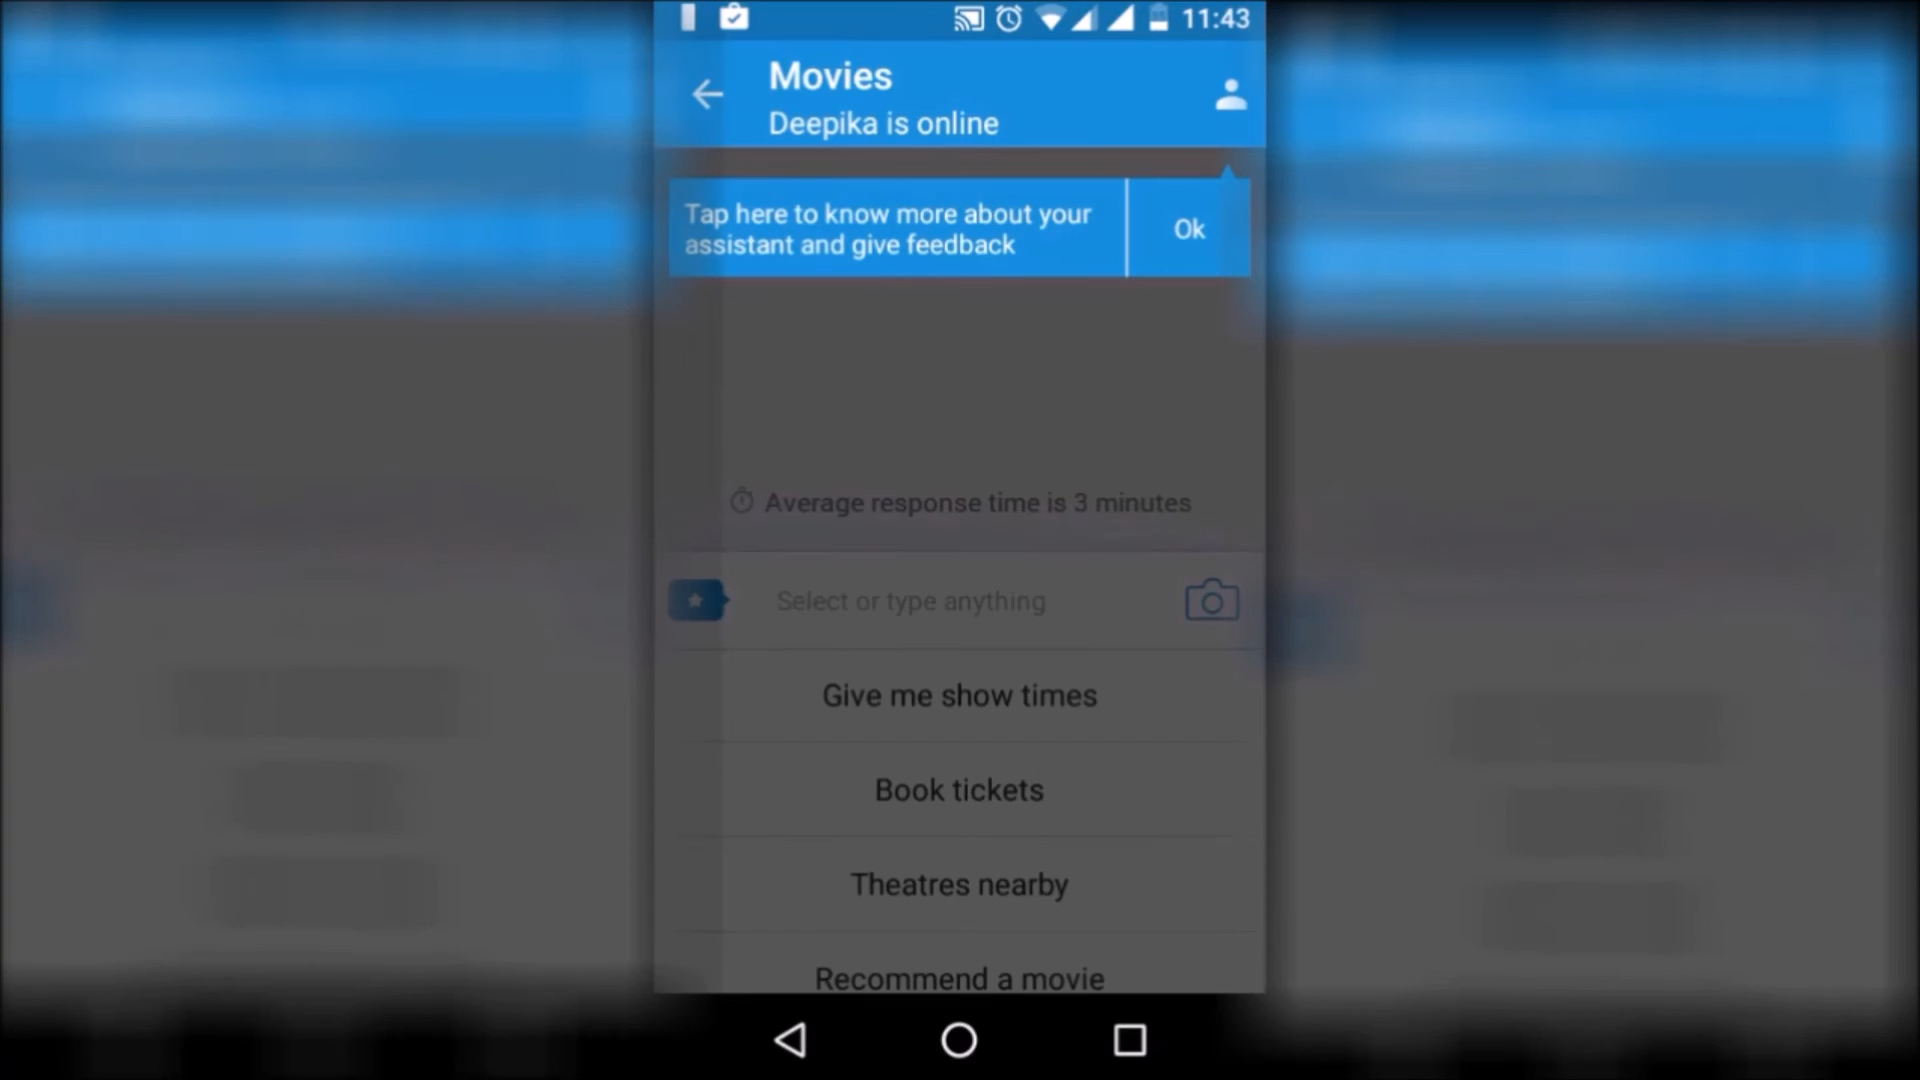 11:43
Movies
Deepika is online
Tap here to know more about your
assistant and give feedback
Ok
Average response time is 3 minutes
Select or type anything
Give me show times
Book tickets
Theatres nearby
Recommend a movie